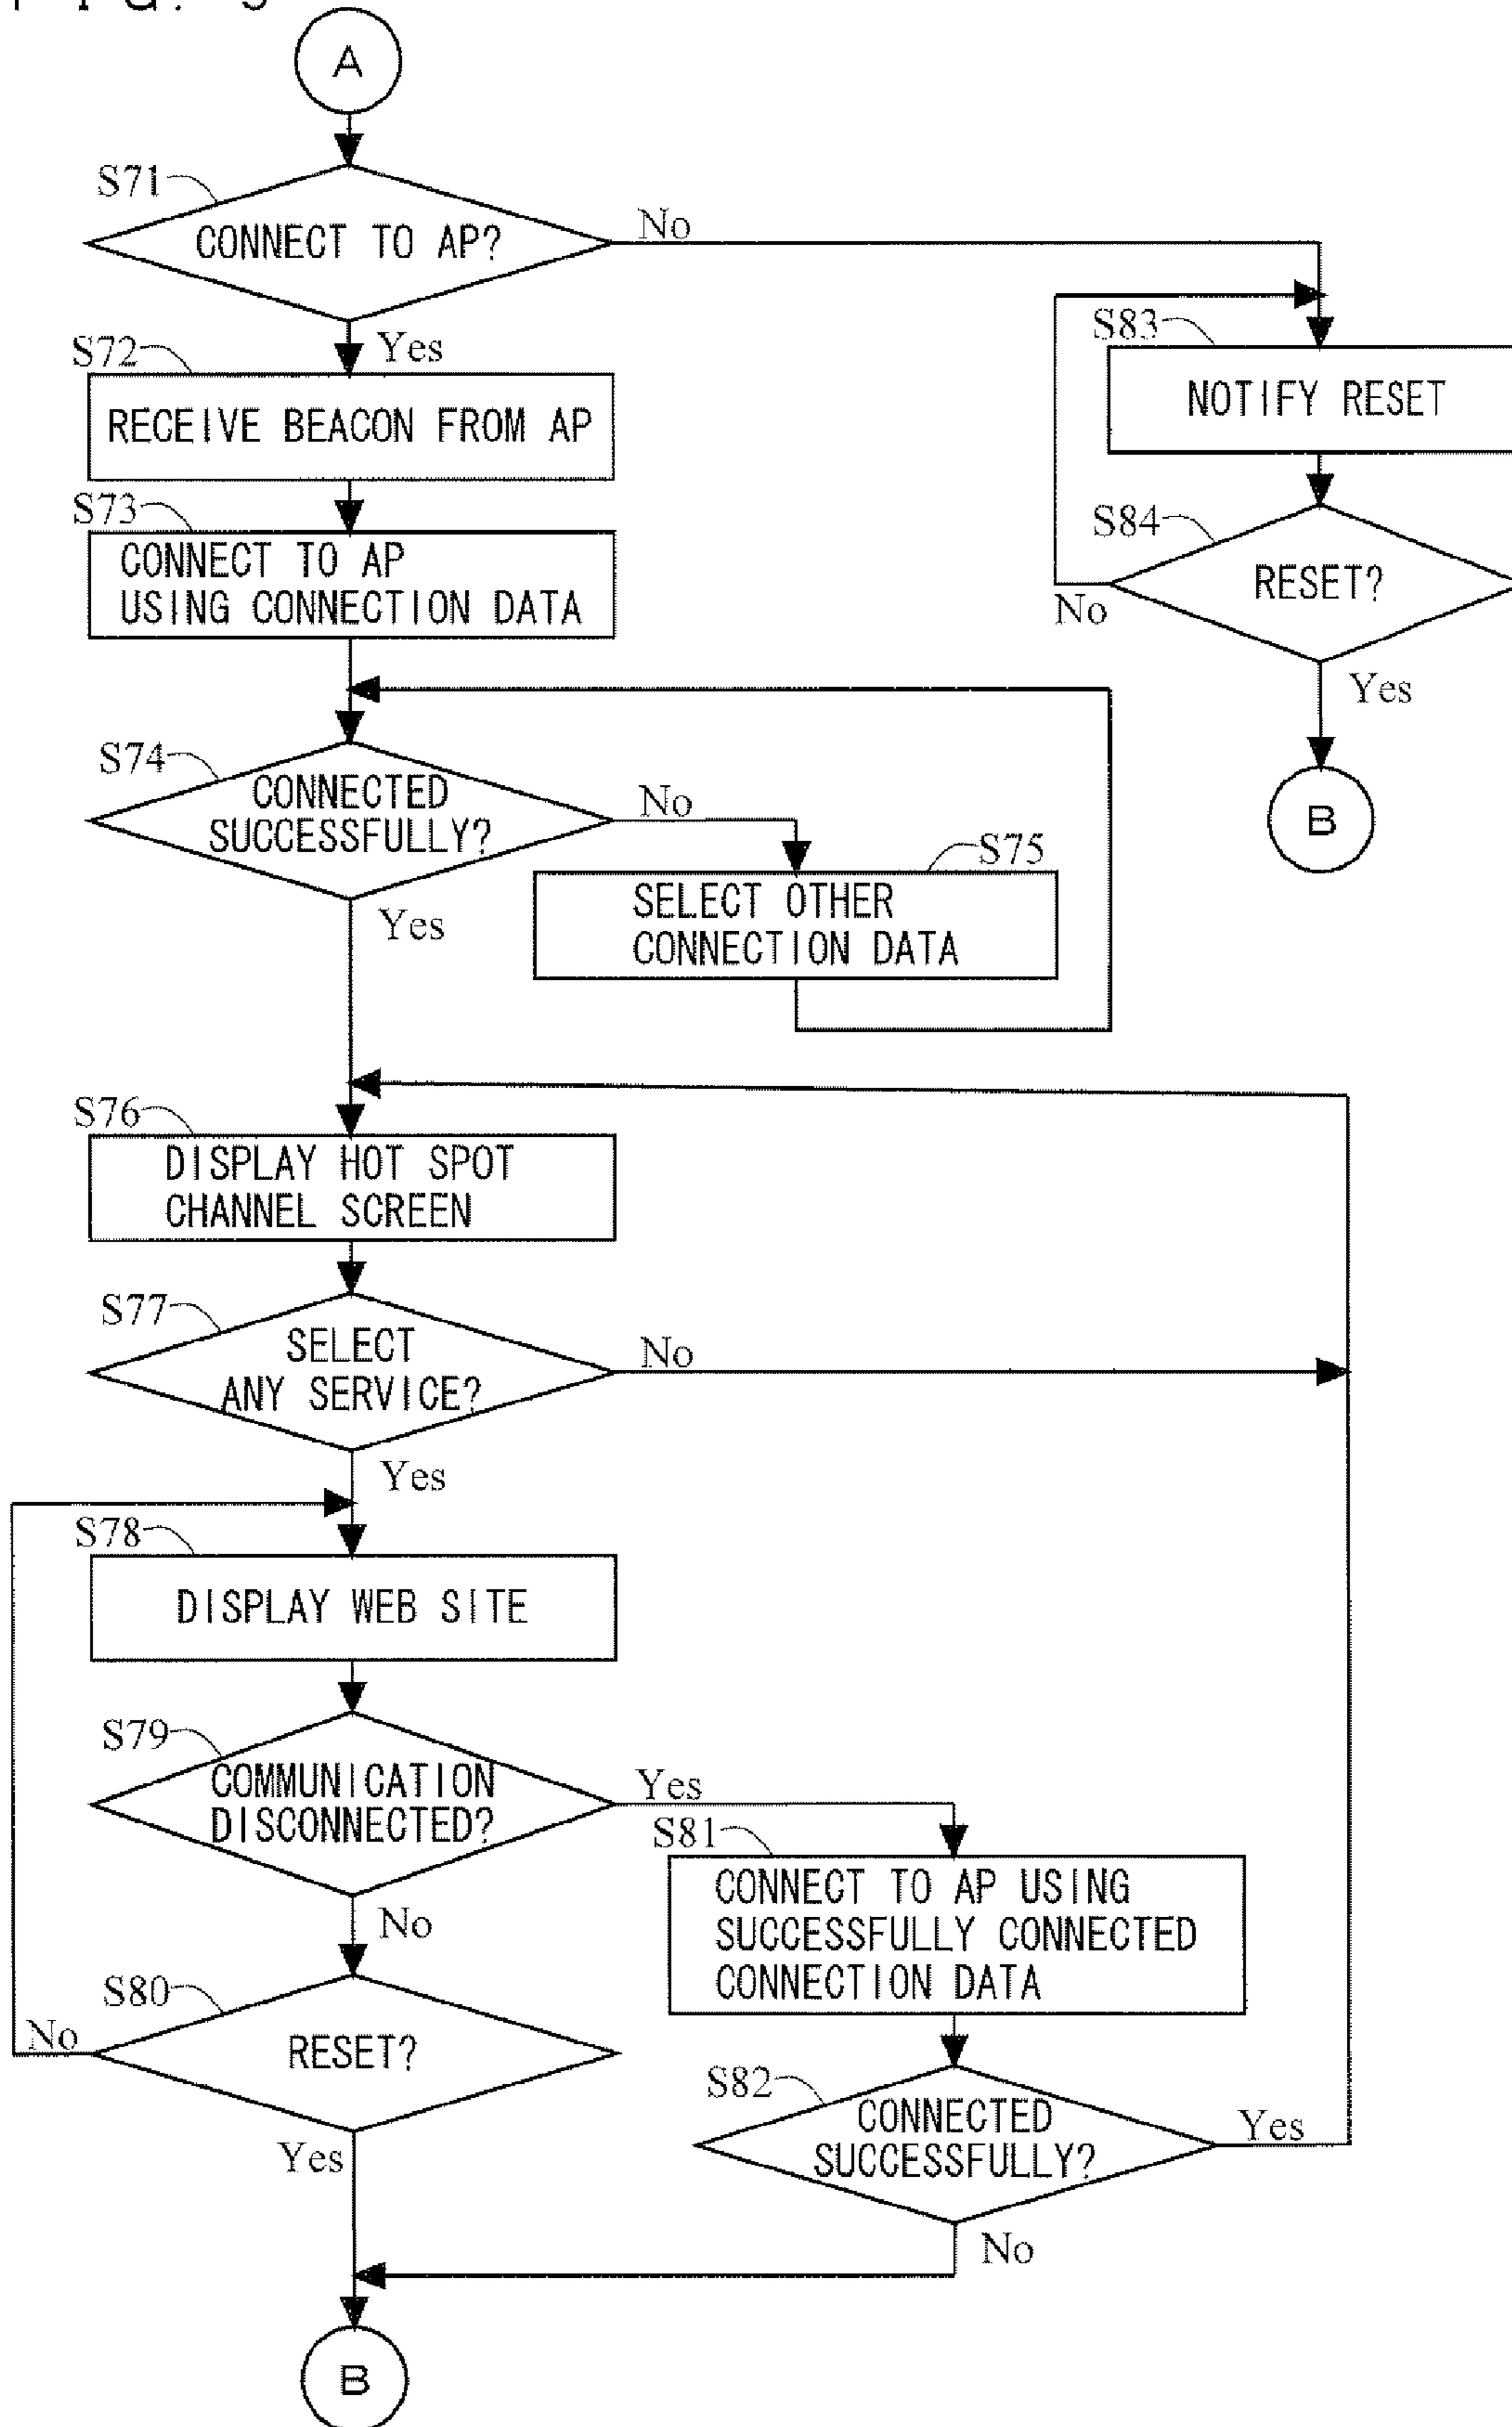 A
S71
CONNECT TO AP?
No
Yes
S72
RECEIVE BEACON FROM AP
S73
CONNECT TO AP
USING CONNECTION DATA
S83
NOTIFY RESET
S84
RESET?
No
Yes
B
S74
CONNECTED
SUCCESSFULLY?
No
Yes
S75
SELECT OTHER
CONNECTION DATA
S76
DISPLAY HOT SPOT
CHANNEL SCREEN
S77
SELECT
ANY SERVICE?
No
Yes
S78
DISPLAY WEB SITE
S79
COMMUNICATION
DISCONNECTED?
Yes
No
S81
CONNECT TO AP USING
SUCCESSFULLY CONNECTED
CONNECTION DATA
S80
RESET?
No
Yes
S82
CONNECTED
SUCCESSFULLY?
Yes
No
B